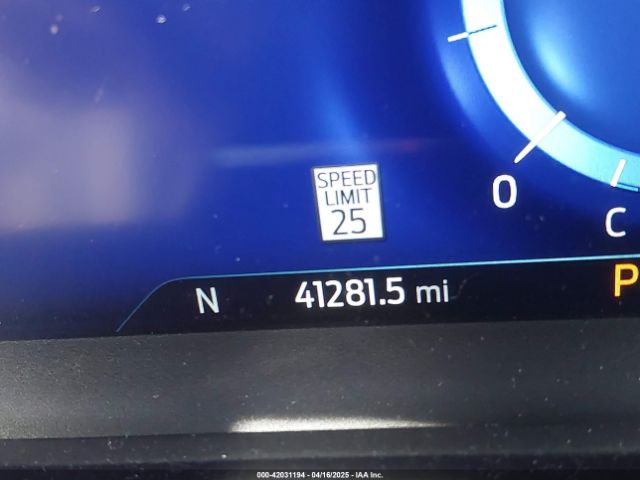 SPEED
LIMIT
25
0
C
N 41281.5 mi P
000-42031194 - 04/16/2025 - IAA Inc.